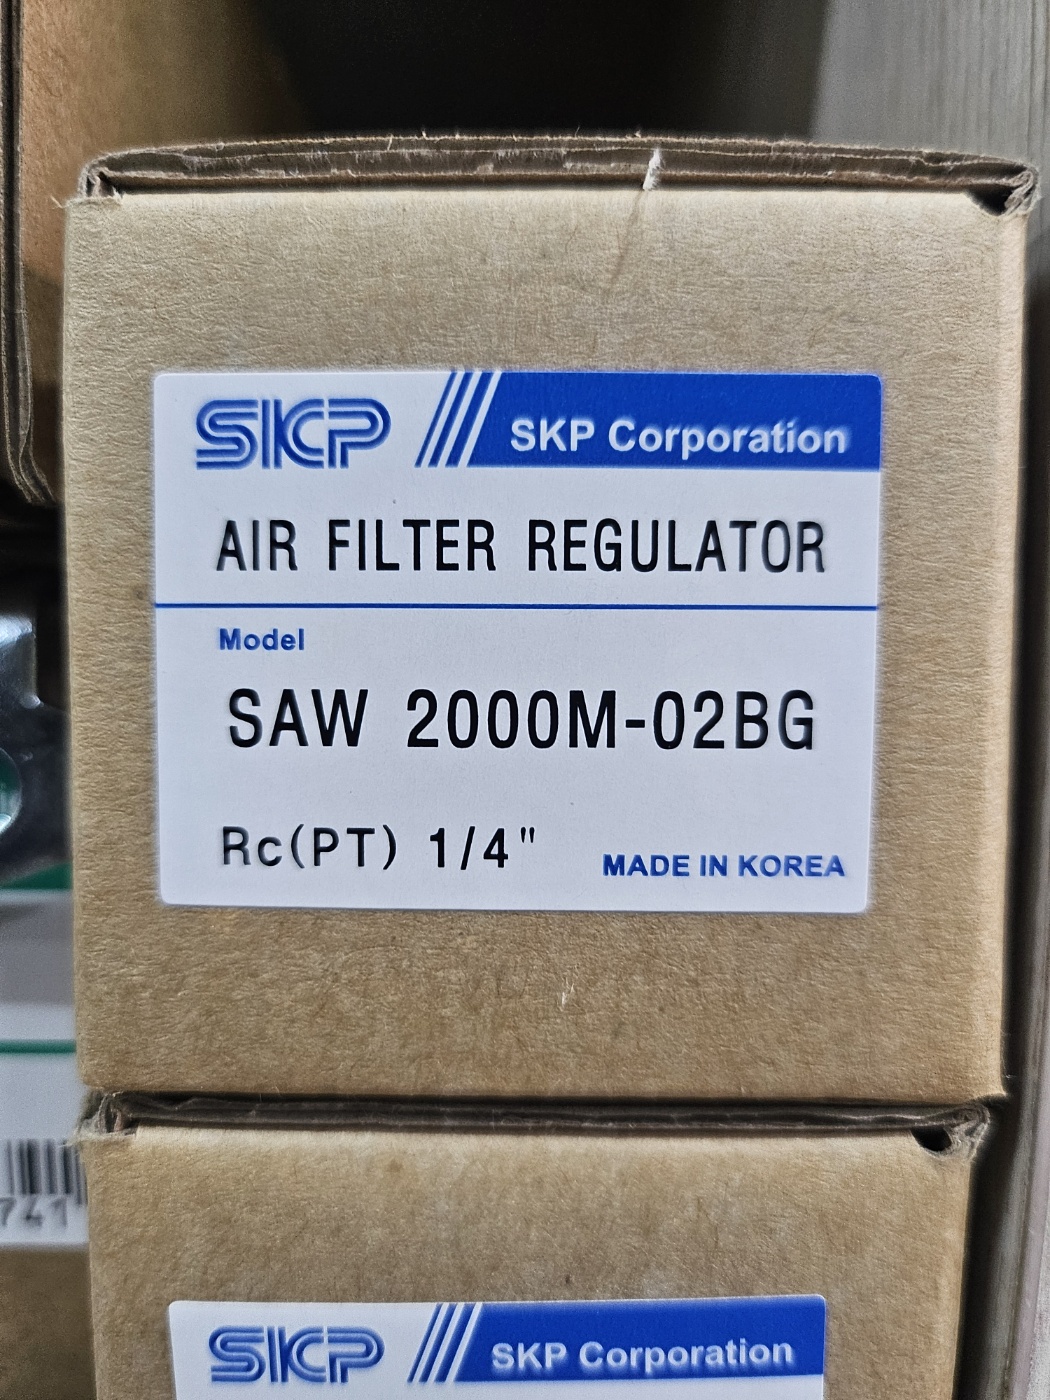 SKP SKP Corporation
AIR FILTER REGULATOR
Model
SAW 2000M-02BG
Rc(PT) 1/4"
MADE IN KOREA
741
SKP SKP Corporation